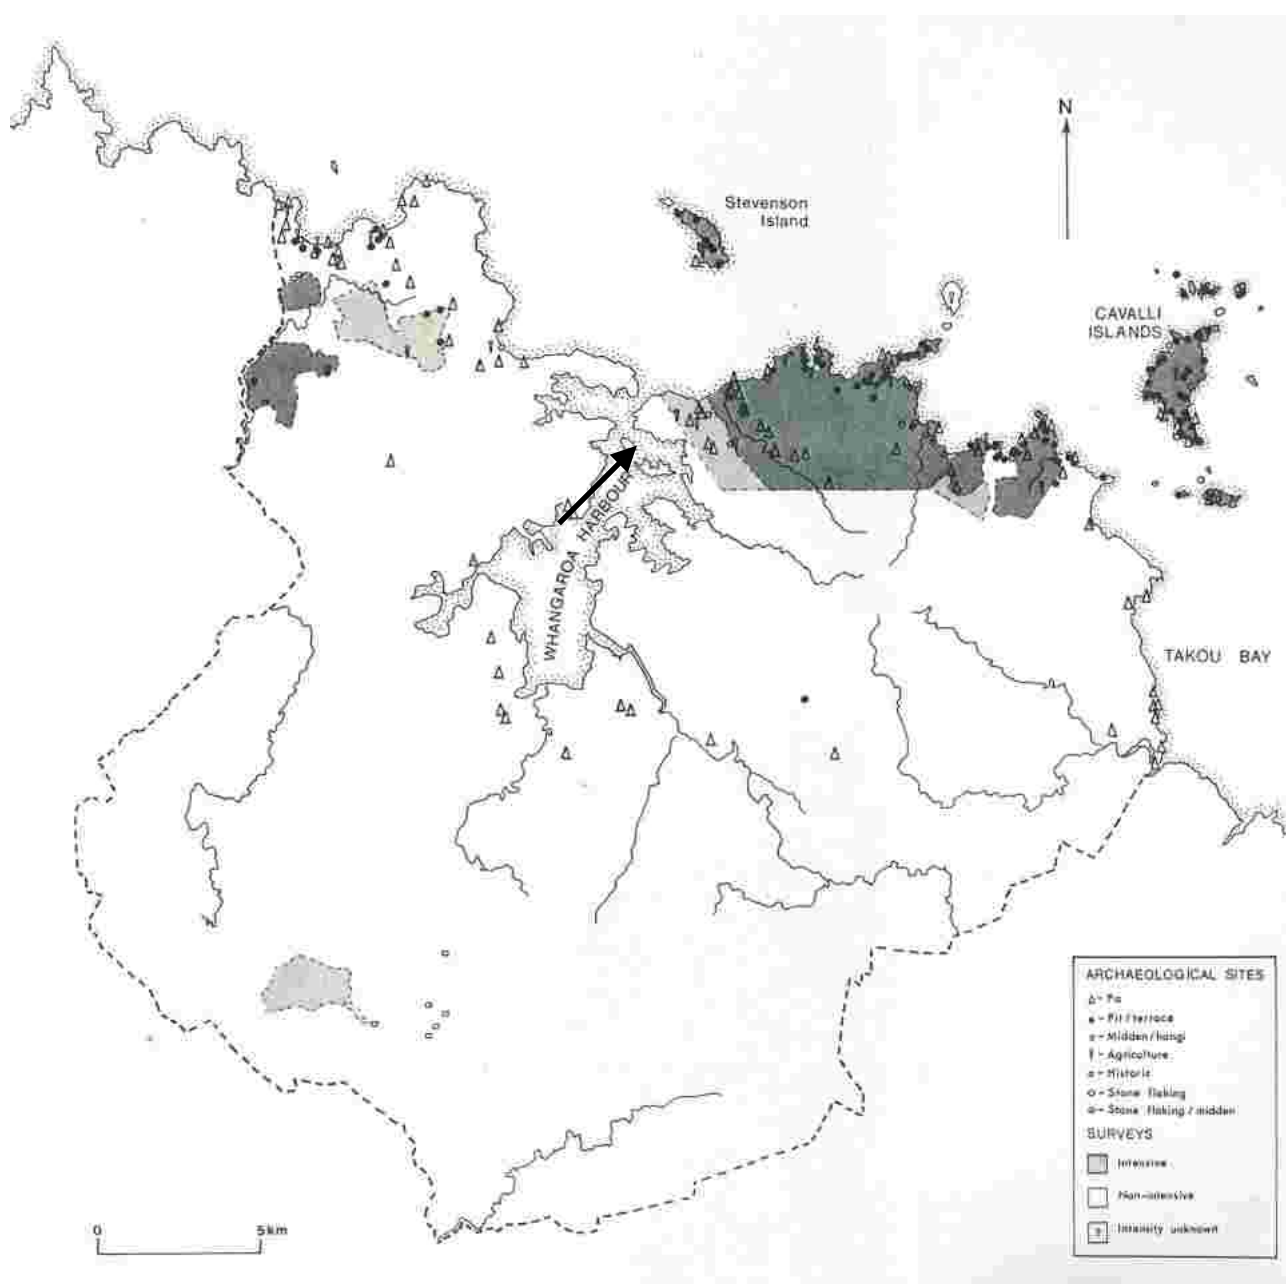 N
Stevenson
Island
CAVALLI
ISLANDS
WHANGAROA HARBOUR
TAKOU BAY
ARCHAEOLOGICAL SITES
△ - Pa
● - Pit / terrace
- Midden / hangi
- Agriculture
- Historic
○ - Stone flaking
- Stone flaking / midden
SURVEYS
Intensive
Non-intensive
? Intensity unknown
0 5km